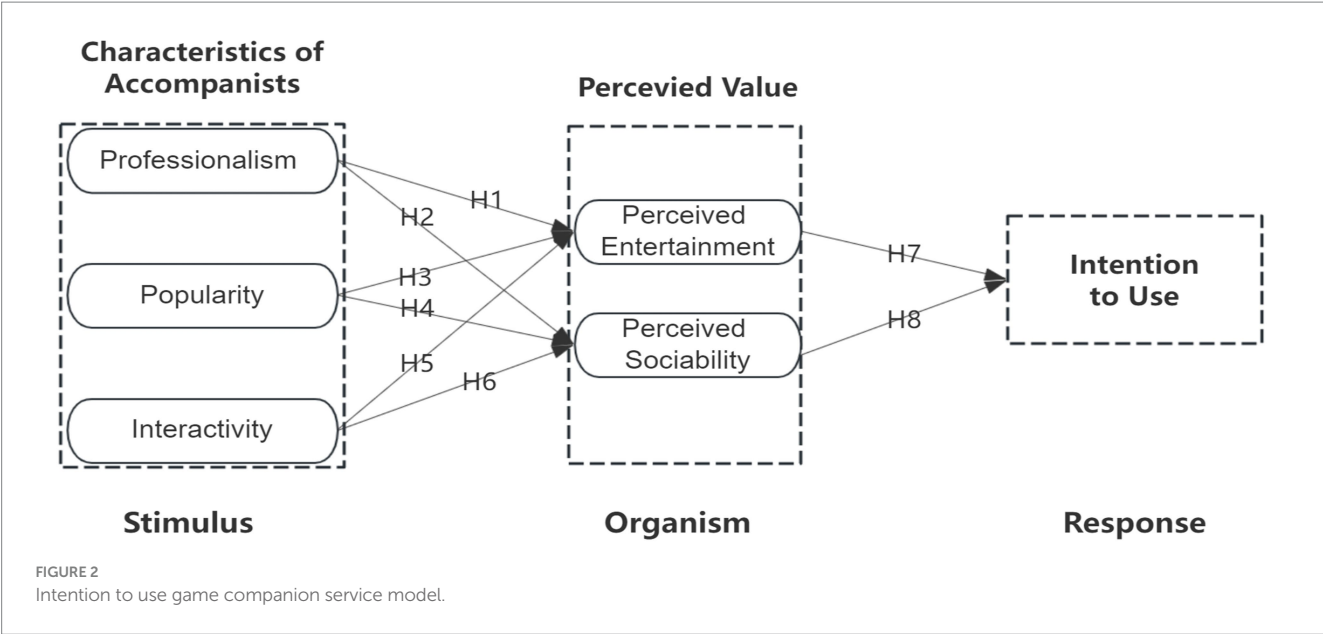 Characteristics of
Accompanists
Percevied Value
Professionalism
Popularity
Interactivity
H1
H2
H3
H4
H5
H6
Perceived
Entertainment
Perceived
Sociability
H7
H8
Intention
to Use
Stimulus
Organism
Response
FIGURE 2
Intention to use game companion service model.